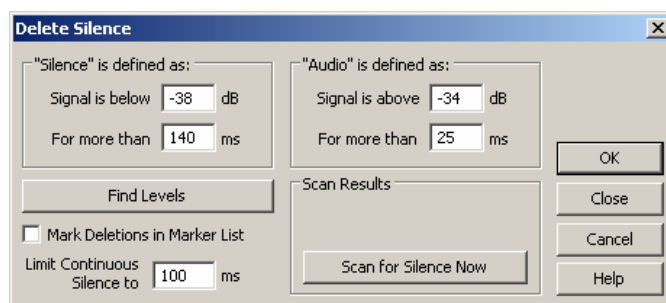 Delete Silence
"Silence" is defined as:
Signal is below -38 dB
For more than 140 ms
"Audio" is defined as:
Signal is above -34 dB
For more than 25 ms
Find Levels
Mark Deletions in Marker List
Limit Continuous
Silence to 100 ms
Scan Results
Scan for Silence Now
OK
Close
Cancel
Help